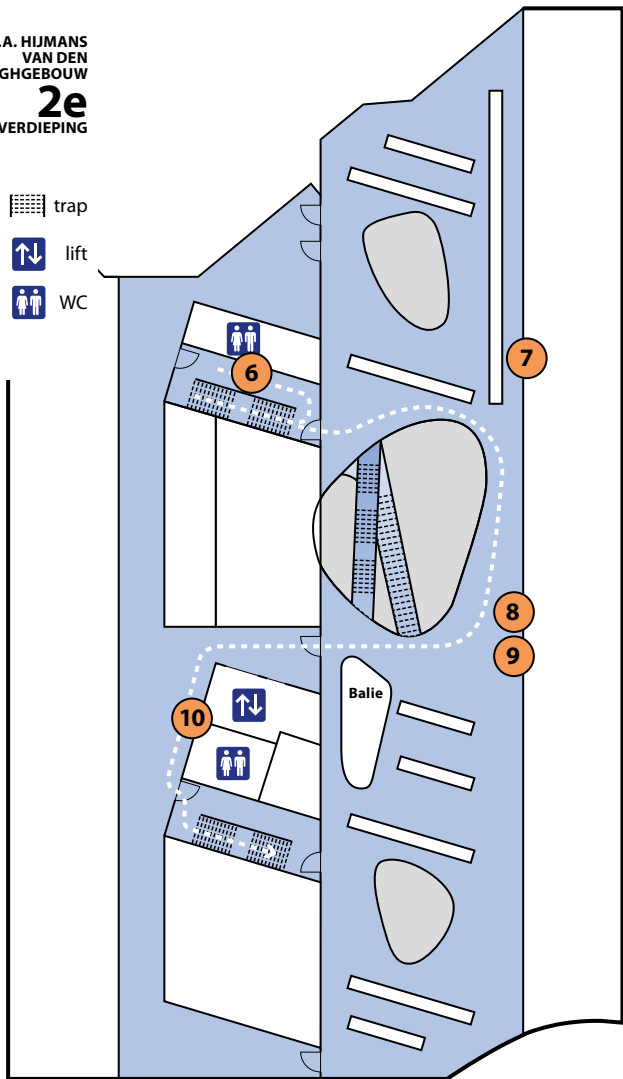 .A. HIJMANS
VAN DEN
GHGEBOUW
2e
VERDIEPING
trap
lift
WC
6
7
8
9
10
Balie